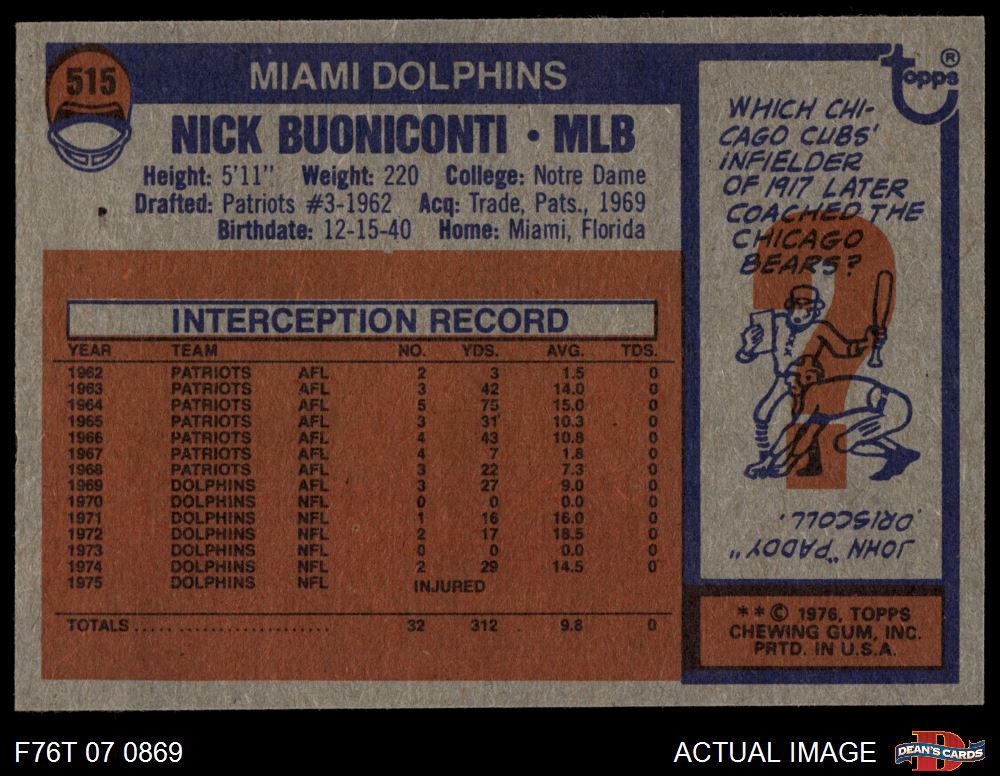 515
MIAMI DOLPHINS
NICK BUONICONTI • MLB
Height: 5'11" Weight: 220 College: Notre Dame
Drafted: Patriots #3-1962 Acq: Trade, Pats., 1969
Birthdate: 12-15-40 Home: Miami, Florida
INTERCEPTION RECORD
YEAR TEAM NO. YDS. AVG. TDS.
1962 PATRIOTS AFL 2 3 1.5 0
1963 PATRIOTS AFL 3 42 14.0 0
1964 PATRIOTS AFL 5 75 15.0 0
1965 PATRIOTS AFL 3 31 10.3 0
1966 PATRIOTS AFL 4 43 10.8 0
1967 PATRIOTS AFL 4 7 1.8 0
1968 PATRIOTS AFL 3 22 7.3 0
1969 DOLPHINS AFL 3 27 9.0 0
1970 DOLPHINS NFL 0 0 0.0 0
1971 DOLPHINS NFL 1 16 16.0 0
1972 DOLPHINS NFL 2 17 18.5 0
1973 DOLPHINS NFL 0 0 0.0 0
1974 DOLPHINS NFL 2 29 14.5 0
1975 DOLPHINS NFL INJURED
TOTALS..................... 32 312 9.8 0
topps ®
WHICH CHI-
CAGO CUBS'
INFIELDER
OF 1917 LATER
COACHED THE
CHICAGO
BEARS?
?
JOHN "PADDY"
DRISCOLL.
** © 1976, TOPPS
CHEWING GUM, INC.
PRTD. IN U.S.A.
F76T 07 0869
ACTUAL IMAGE
DEAN'S CARDS